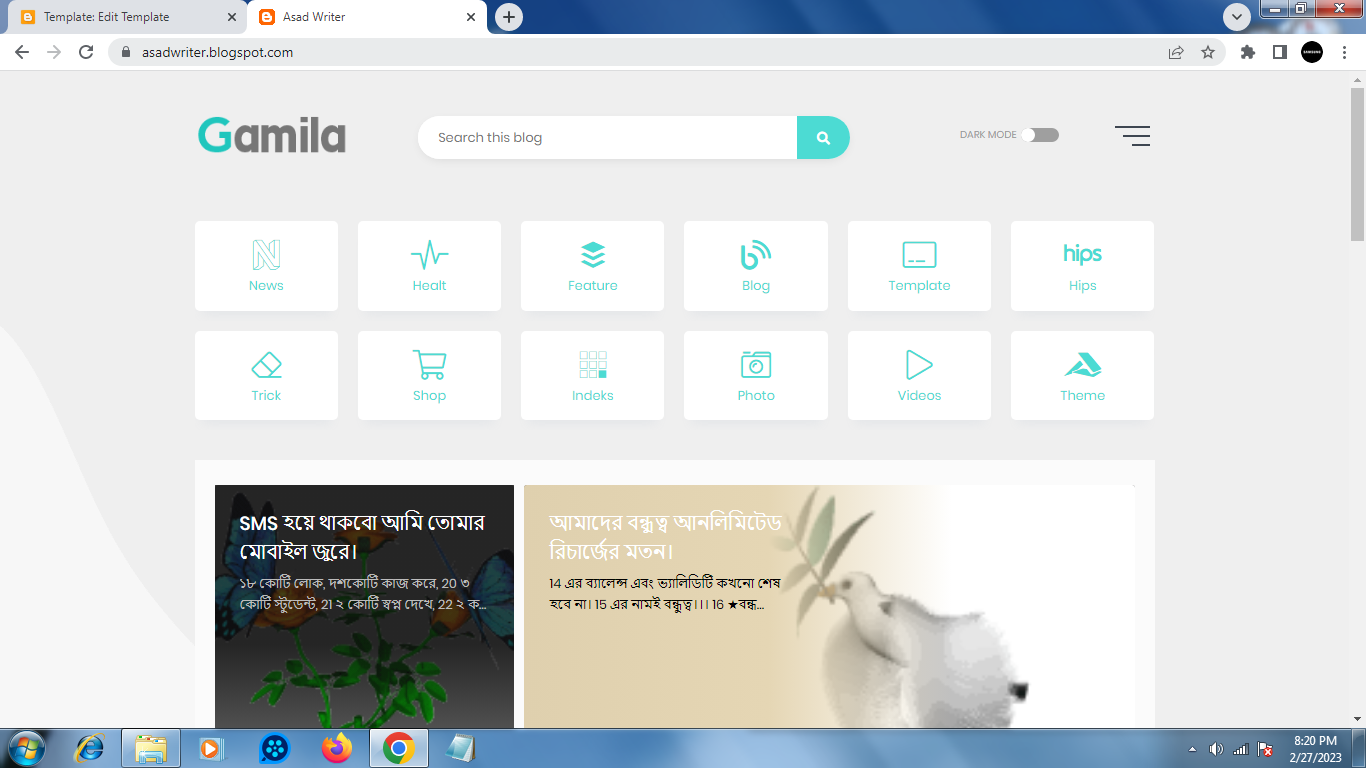 Template: Edit Template
Asad Writer
asadwriter.blogspot.com
SAMSUNG
Gamila
Search this blog
DARK MODE
News
Healt
Feature
Blog
Template
hips
Hips
Trick
Shop
Indeks
Photo
Videos
Theme
SMS হয়ে থাকবো আমি তোমার
মোবাইল জুরে।
১৮ কোটি লোক, দশকোটি কাজ করে, 20 ৩
কোটি স্টুডেন্ট, 21 ২ কোটি স্বপ্ন দেখে, 22 ২ ক...
আমাদের বন্ধুত্ব আনলিমিটেড
রিচার্জের মতন।
14 এর ব্যালেন্স এবং ভ্যালিডিটি কখনো শেষ
হবে না। 15 এর নামই বন্ধুত্ব।।। 16 ★বন্ধ...
8:20 PM
2/27/2023